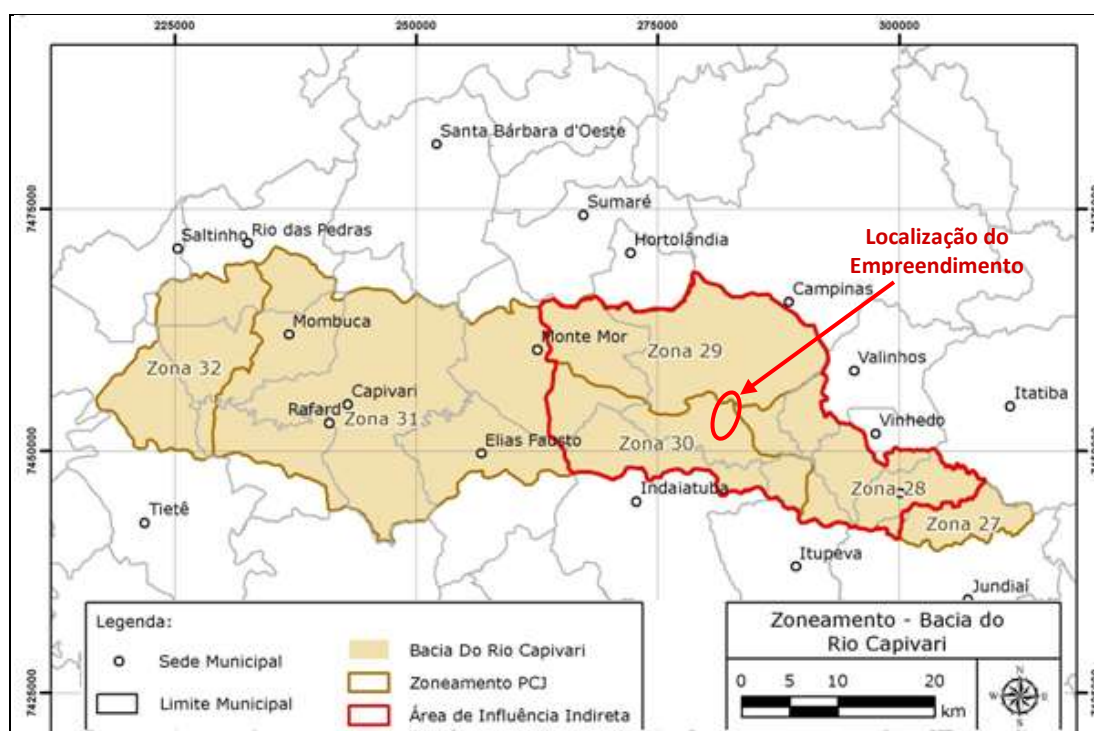 225000 250000 275000 300000
Santa Bárbara d'Oeste
7475000
Sumaré
Saltinho
Rio das Pedras
Hortolândia
Localização do
Empreendimento
Campinas
Mombuca
Monte Mor
Zona 29
Valinhos
Zona 32
Capivari
Itatiba
Rafard
Zona 31
Vinhedo
Elias Fausto
Zona 30
7450000
Zona 28
Indaiatuba
Tietê
Zona 27
Itupeva
Jundiaí
Legenda:
Sede Municipal
Limite Municipal
Bacia Do Rio Capivari
Zoneamento PCJ
Área de Influência Indireta
Zoneamento - Bacia do
Rio Capivari
0 5 10 20
km
N
S
7425000